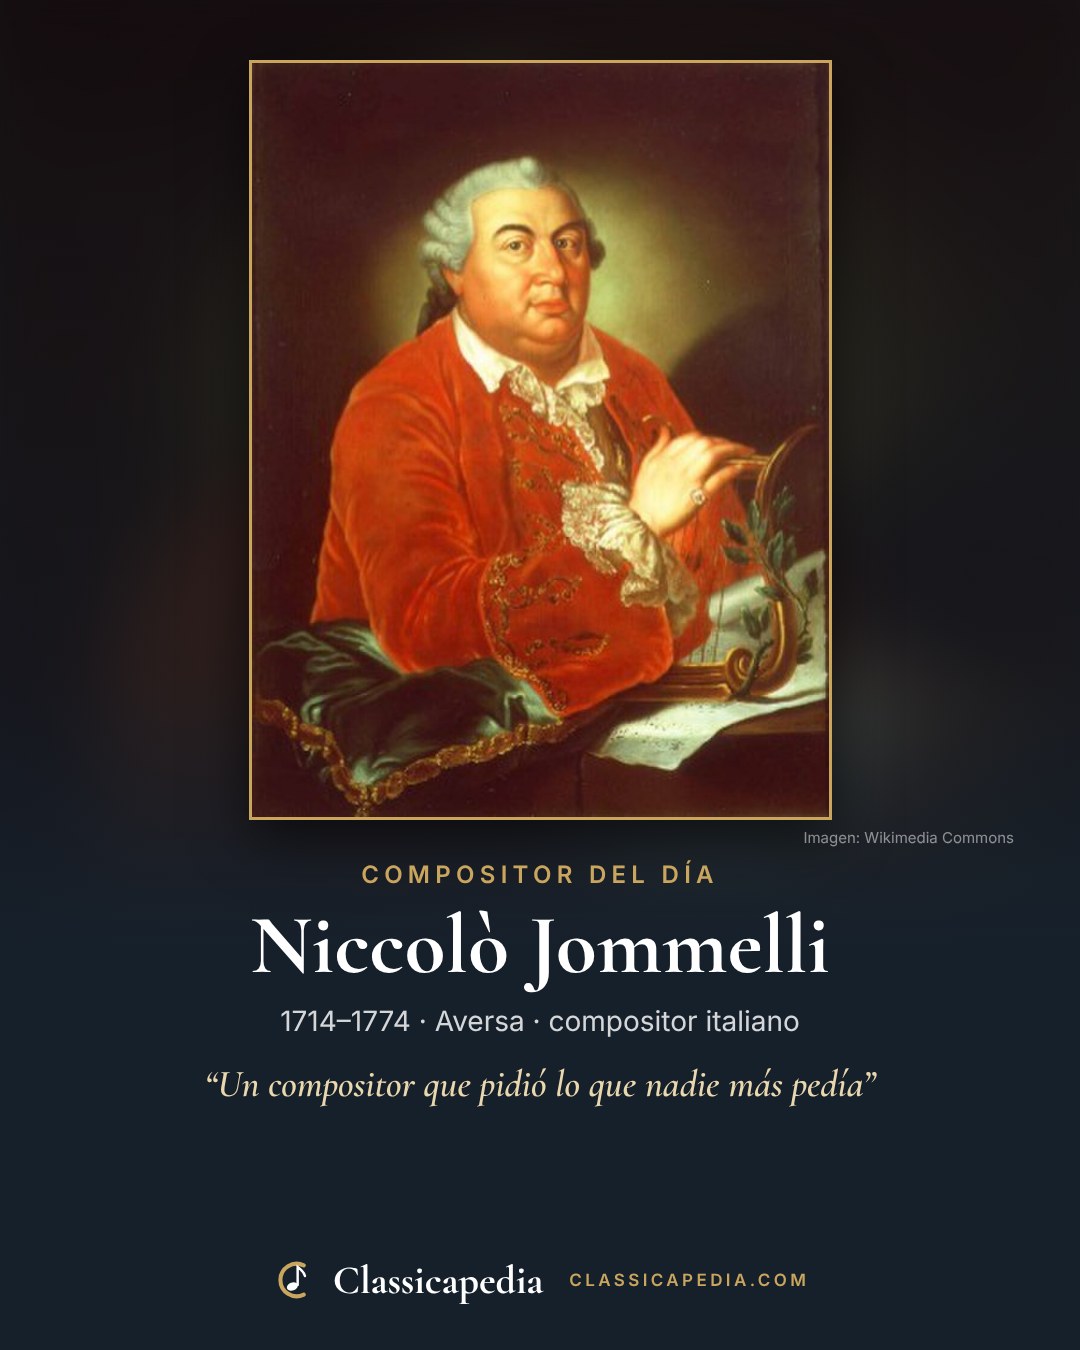 Imagen: Wikimedia Commons
COMPOSITOR DEL DÍA
Niccolò Jommelli
1714–1774 · Aversa · compositor italiano
“Un compositor que pidió lo que nadie más pedía”
Classicapedia CLASSICAPEDIA.COM